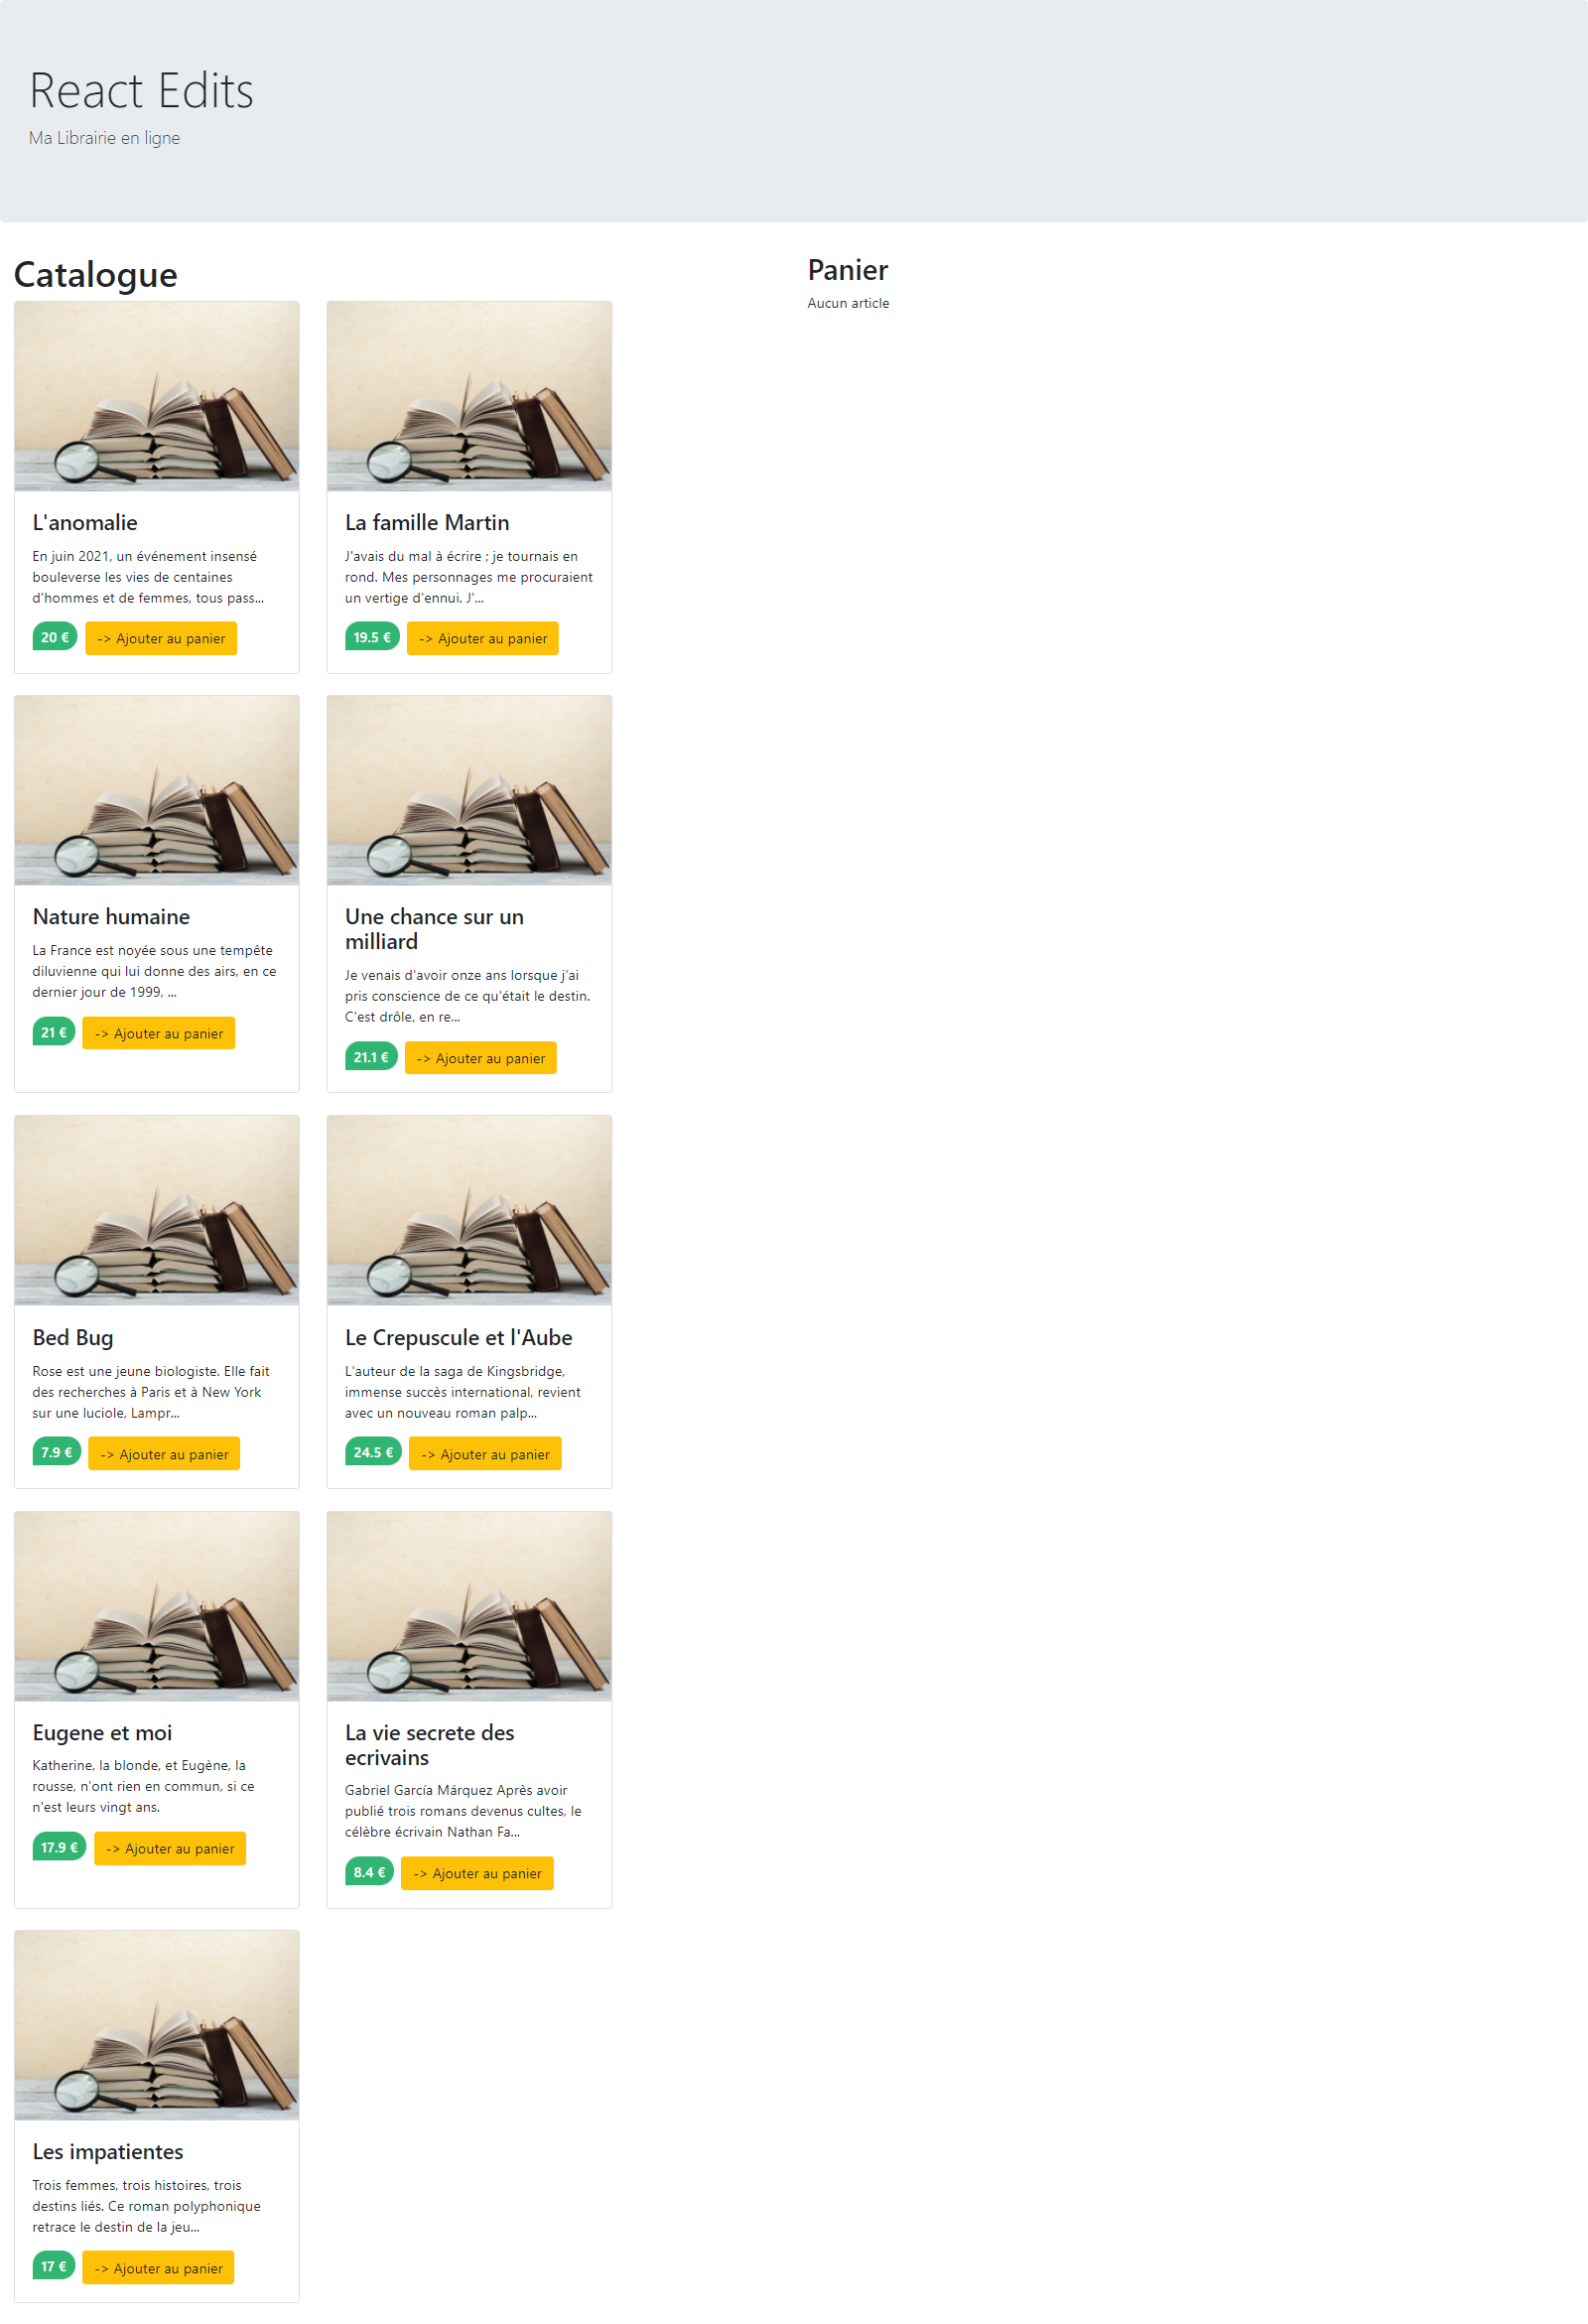 React Edits
Ma Librairie en ligne
Catalogue
Panier
Aucun article
L'anomalie
En juin 2021, un événement insensé
bouleverse les vies de centaines
d'hommes et de femmes, tous pass...
20 €
-> Ajouter au panier
La famille Martin
J'avais du mal à écrire ; je tournais en
rond. Mes personnages me procuraient
un vertige d'ennui. J'...
19.5 €
-> Ajouter au panier
Nature humaine
La France est noyée sous une tempête
diluvienne qui lui donne des airs, en ce
dernier jour de 1999, ...
21 €
-> Ajouter au panier
Une chance sur un
milliard
Je venais d'avoir onze ans lorsque j'ai
pris conscience de ce qu'était le destin.
C'est drôle, en re...
21.1 €
-> Ajouter au panier
Bed Bug
Rose est une jeune biologiste. Elle fait
des recherches à Paris et à New York
sur une luciole, Lampr...
7.9 €
-> Ajouter au panier
Le Crepuscule et l'Aube
L'auteur de la saga de Kingsbridge,
immense succès international, revient
avec un nouveau roman palp...
24.5 €
-> Ajouter au panier
Eugene et moi
Katherine, la blonde, et Eugène, la
rousse, n'ont rien en commun, si ce
n'est leurs vingt ans.
17.9 €
-> Ajouter au panier
La vie secrete des
ecrivains
Gabriel García Márquez Après avoir
publié trois romans devenus cultes, le
célèbre écrivain Nathan Fa...
8.4 €
-> Ajouter au panier
Les impatientes
Trois femmes, trois histoires, trois
destins liés. Ce roman polyphonique
retrace le destin de la jeu...
17 €
-> Ajouter au panier